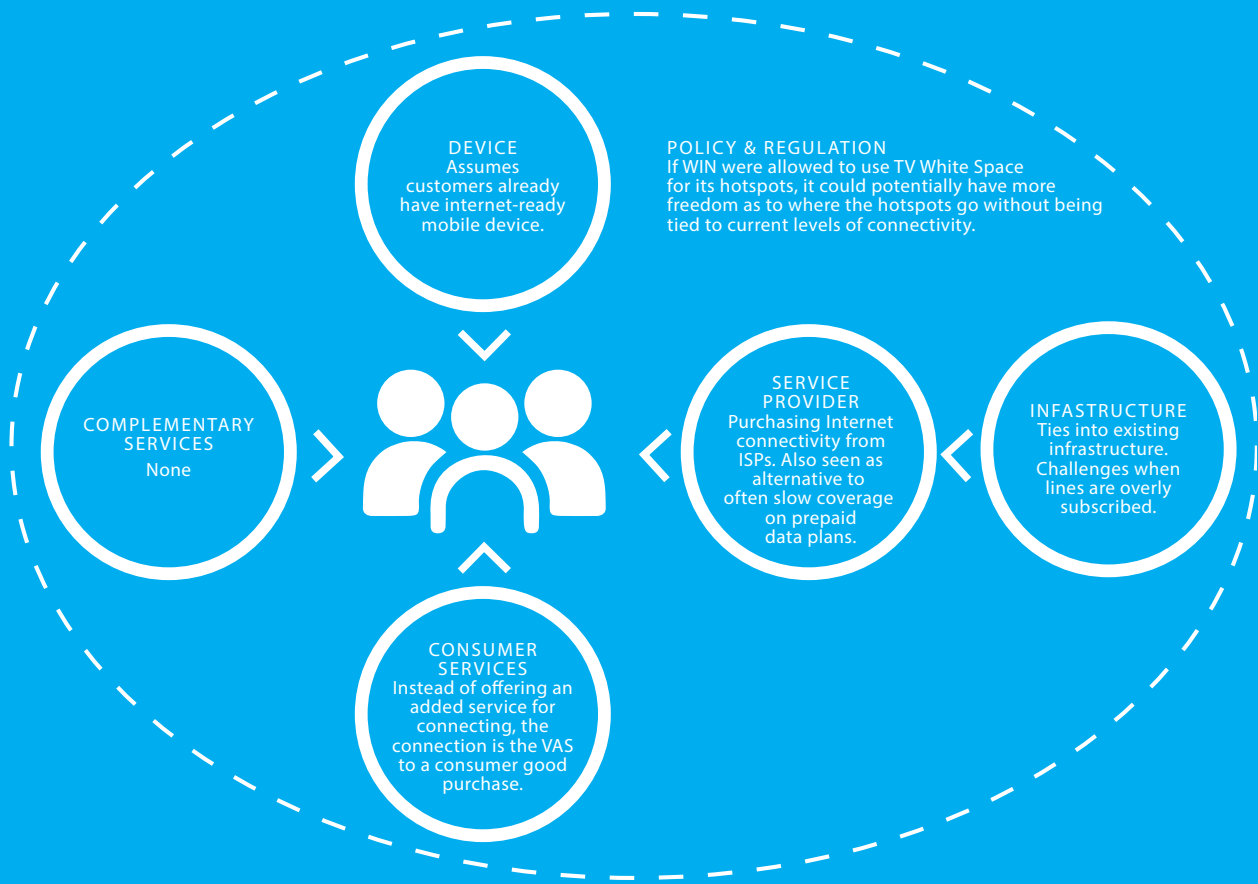 DEVICE
Assumes
customers already
have internet-ready
mobile device.
POLICY & REGULATION
If WIN were allowed to use TV White Space
for its hotspots, it could potentially have more
freedom as to where the hotspots go without being
tied to current levels of connectivity.
COMPLEMENTARY
SERVICES
None
SERVICE
PROVIDER
Purchasing Internet
connectivity from
ISPs. Also seen as
alternative to
often slow coverage
on prepaid
data plans.
INFASTRUCTURE
Ties into existing
infrastructure.
Challenges when
lines are overly
subscribed.
CONSUMER
SERVICES
Instead of offering an
added service for
connecting, the
connection is the VAS
to a consumer good
purchase.